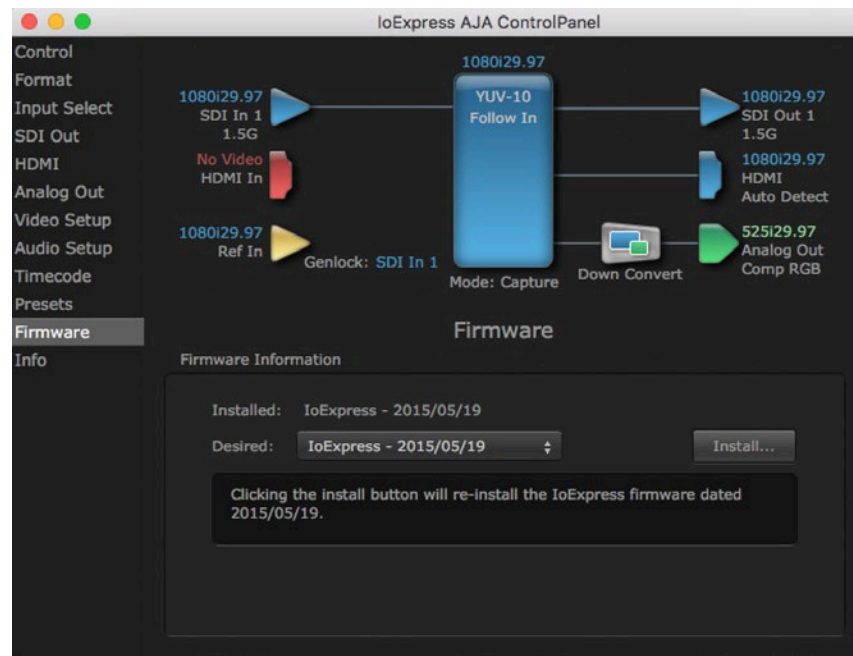 IoExpress AJA ControlPanel
Control
Format
Input Select
SDI Out
HDMI
Analog Out
Video Setup
Audio Setup
Timecode
Presets
Firmware
Info
1080i29.97
1080i29.97
SDI In 1
1.5G
No Video
HDMI In
1080i29.97
Ref In
Genlock: SDI In 1
YUV-10
Follow In
Mode: Capture
Down Convert
1080i29.97
SDI Out 1
1.5G
1080i29.97
HDMI
Auto Detect
525i29.97
Analog Out
Comp RGB
Firmware
Firmware Information
Installed: IoExpress - 2015/05/19
Desired: IoExpress - 2015/05/19
Install...
Clicking the install button will re-install the IoExpress firmware dated
2015/05/19.